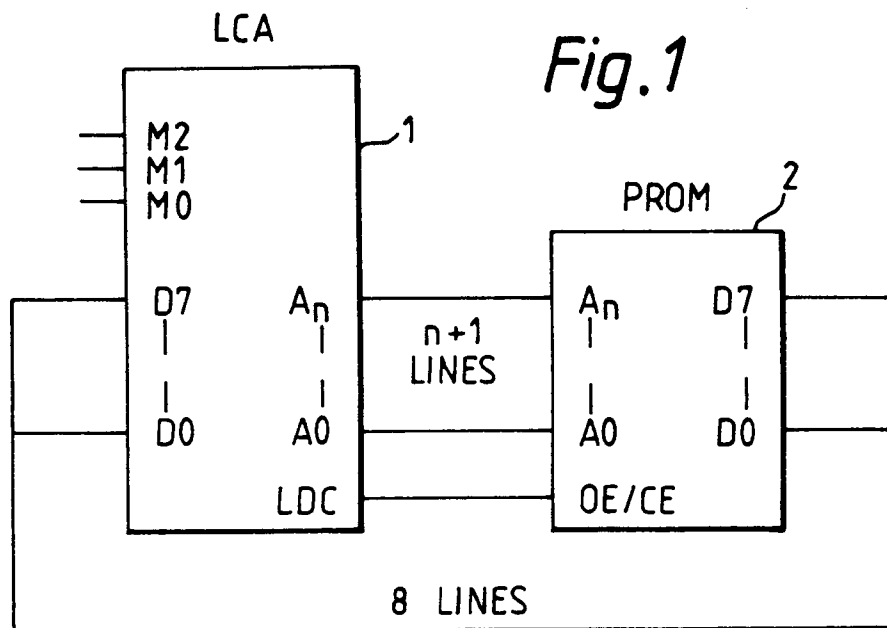 LCA
Fig.1
1
M2
M1
M0
PROM
2
D7
An
n+1
LINES
An
D7
D0
A0
A0
D0
LDC
OE/CE
8 LINES